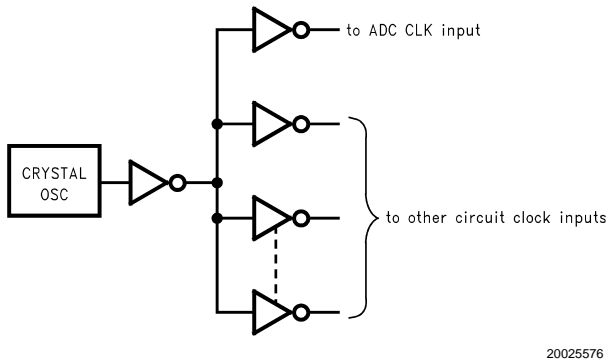 to ADC CLK input
CRYSTAL
OSC
to other circuit clock inputs
20025576